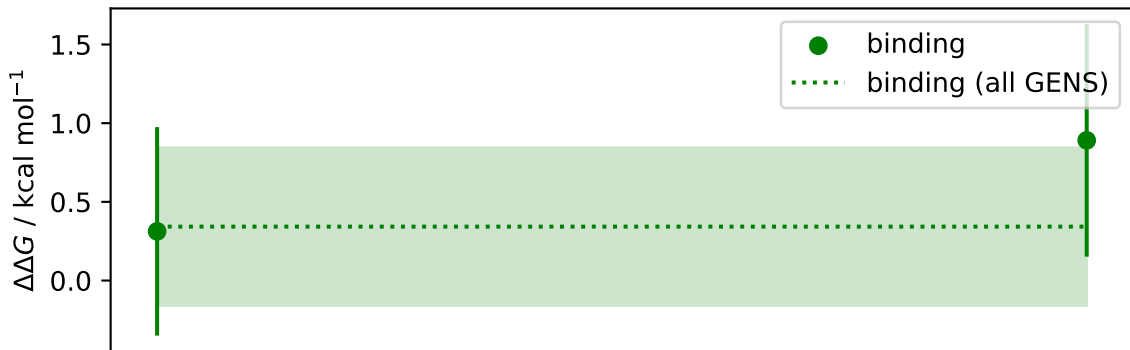 1.5
1.0
0.5
0.0
ΔΔG / kcal mol⁻¹
binding
binding (all GENS)